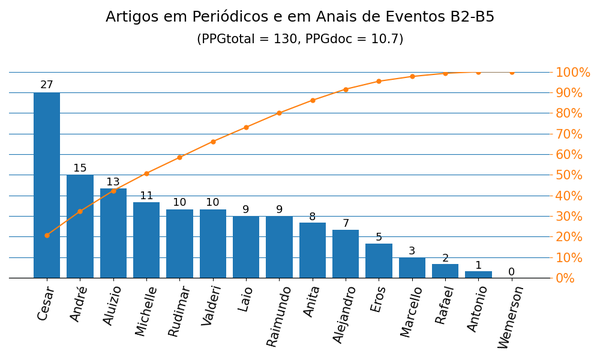 Artigos em Periódicos e em Anais de Eventos B2-B5
(PPGtotal = 130, PPGdoc = 10.7)
27
15
13
11
10
10
9
9
8
7
5
3
2
1
0
100%
90%
80%
70%
60%
50%
40%
30%
20%
10%
0%
Cesar
André
Aluizio
Michelle
Rudimar
Valderi
Laio
Raimundo
Anita
Alejandro
Eros
Marcello
Rafael
Antonio
Wemerson